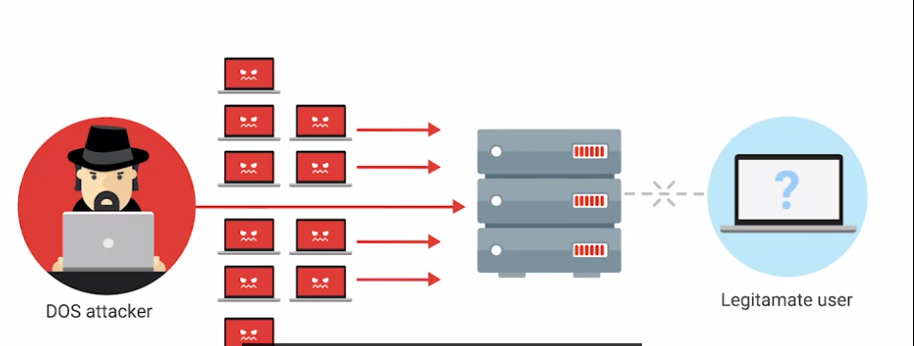 ?
DOS attacker
Legitamate user